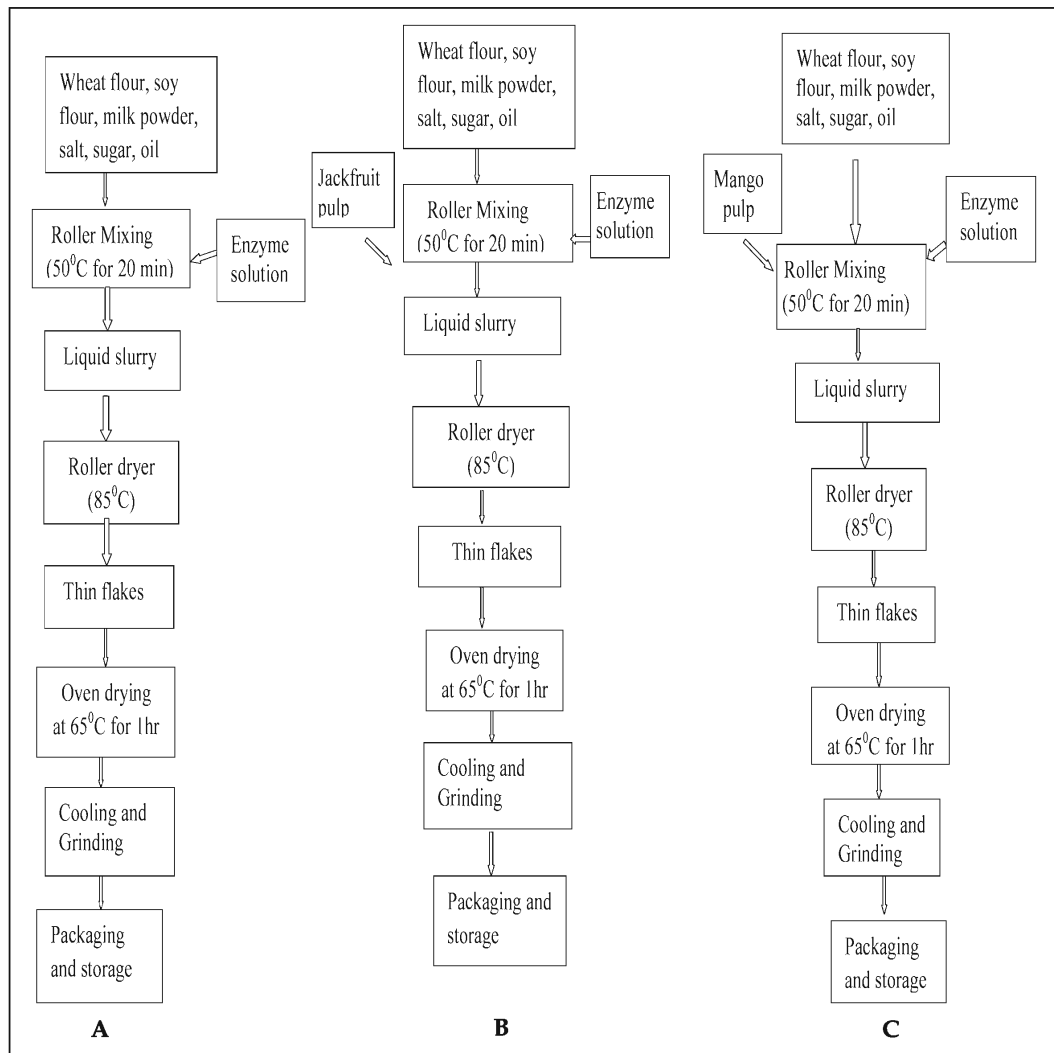 Wheat flour, soy
flour, milk powder,
salt, sugar, oil
Roller Mixing
(50⁰C for 20 min)
Enzyme
solution
Liquid slurry
Roller dryer
(85⁰C)
Thin flakes
Oven drying
at 65⁰C for 1hr
Cooling and
Grinding
Packaging
and storage
A
Wheat flour, soy
flour, milk powder,
salt, sugar, oil
Jackfruit
pulp
Roller Mixing
(50⁰C for 20 min)
Enzyme
solution
Liquid slurry
Roller dryer
(85⁰C)
Thin flakes
Oven drying
at 65⁰C for 1hr
Cooling and
Grinding
Packaging and
storage
B
Wheat flour, soy
flour, milk powder,
salt, sugar, oil
Mango
pulp
Enzyme
solution
Roller Mixing
(50⁰C for 20 min)
Liquid slurry
Roller dryer
(85⁰C)
Thin flakes
Oven drying
at 65⁰C for 1hr
Cooling and
Grinding
Packaging
and storage
C